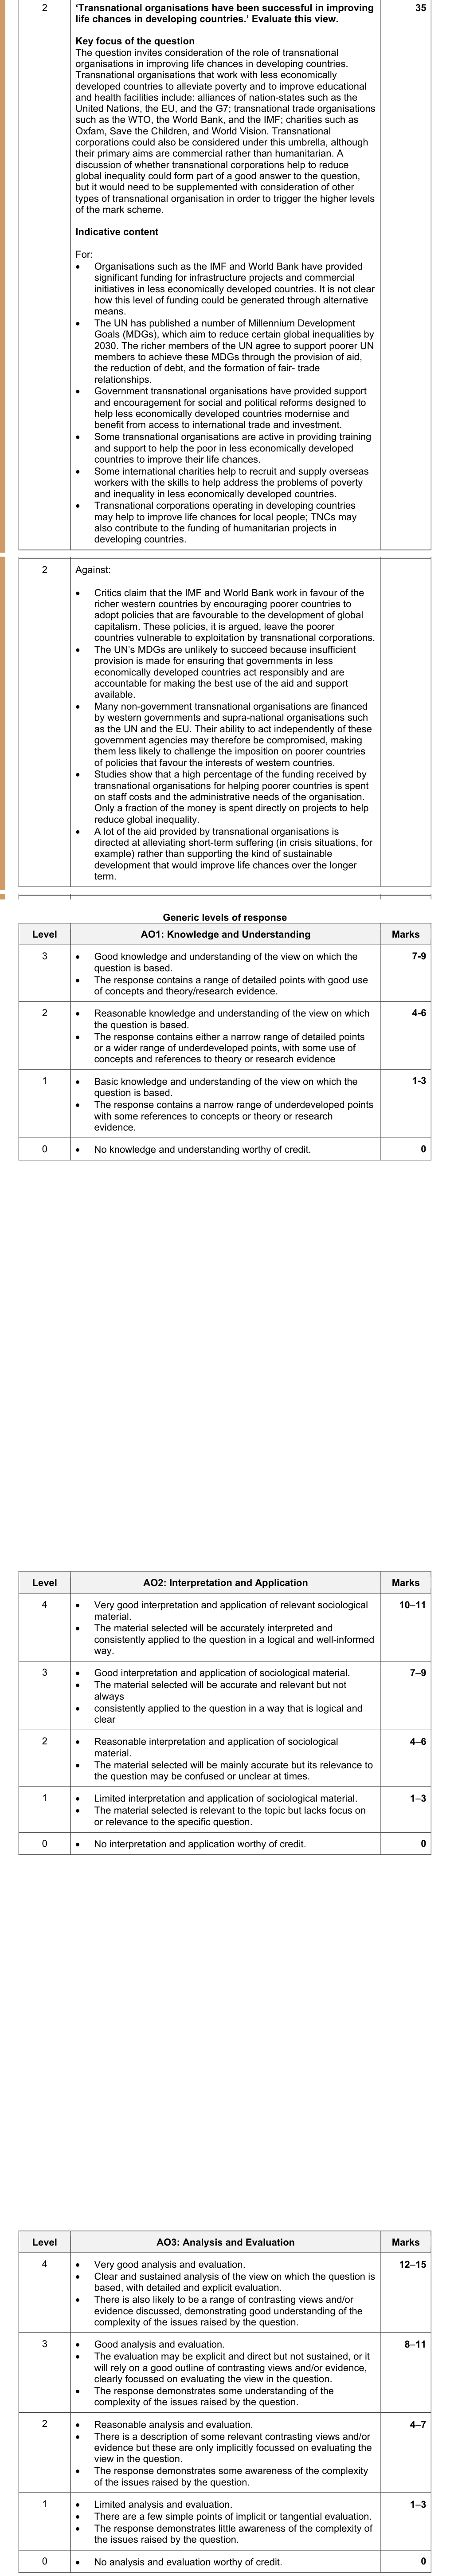 2
‘Transnational organisations have been successful in improving
life chances in developing countries.’ Evaluate this view.
35
Key focus of the question
The question invites consideration of the role of transnational
organisations in improving life chances in developing countries.
Transnational organisations that work with less economically
developed countries to alleviate poverty and to improve educational
and health facilities include: alliances of nation-states such as the
United Nations, the EU, and the G7; transnational trade organisations
such as the WTO, the World Bank, and the IMF; charities such as
Oxfam, Save the Children, and World Vision. Transnational
corporations could also be considered under this umbrella, although
their primary aims are commercial rather than humanitarian. A
discussion of whether transnational corporations help to reduce
global inequality could form part of a good answer to the question,
but it would need to be supplemented with consideration of other
types of transnational organisation in order to trigger the higher levels
of the mark scheme.
Indicative content
For:
• Organisations such as the IMF and World Bank have provided
significant funding for infrastructure projects and commercial
initiatives in less economically developed countries. It is not clear
how this level of funding could be generated through alternative
means.
• The UN has published a number of Millennium Development
Goals (MDGs), which aim to reduce certain global inequalities by
2030. The richer members of the UN agree to support poorer UN
members to achieve these MDGs through the provision of aid,
the reduction of debt, and the formation of fair- trade
relationships.
• Government transnational organisations have provided support
and encouragement for social and political reforms designed to
help less economically developed countries modernise and
benefit from access to international trade and investment.
• Some transnational organisations are active in providing training
and support to help the poor in less economically developed
countries to improve their life chances.
• Some international charities help to recruit and supply overseas
workers with the skills to help address the problems of poverty
and inequality in less economically developed countries.
• Transnational corporations operating in developing countries
may help to improve life chances for local people; TNCs may
also contribute to the funding of humanitarian projects in
developing countries.
2
Against:
• Critics claim that the IMF and World Bank work in favour of the
richer western countries by encouraging poorer countries to
adopt policies that are favourable to the development of global
capitalism. These policies, it is argued, leave the poorer
countries vulnerable to exploitation by transnational corporations.
• The UN’s MDGs are unlikely to succeed because insufficient
provision is made for ensuring that governments in less
economically developed countries act responsibly and are
accountable for making the best use of the aid and support
available.
• Many non-government transnational organisations are financed
by western governments and supra-national organisations such
as the UN and the EU. Their ability to act independently of these
government agencies may therefore be compromised, making
them less likely to challenge the imposition on poorer countries
of policies that favour the interests of western countries.
• Studies show that a high percentage of the funding received by
transnational organisations for helping poorer countries is spent
on staff costs and the administrative needs of the organisation.
Only a fraction of the money is spent directly on projects to help
reduce global inequality.
• A lot of the aid provided by transnational organisations is
directed at alleviating short-term suffering (in crisis situations, for
example) rather than supporting the kind of sustainable
development that would improve life chances over the longer
term.
Generic levels of response
Level AO1: Knowledge and Understanding Marks
3 • Good knowledge and understanding of the view on which the 7-9
question is based.
• The response contains a range of detailed points with good use
of concepts and theory/research evidence.
2 • Reasonable knowledge and understanding of the view on which 4-6
the question is based.
• The response contains either a narrow range of detailed points
or a wider range of underdeveloped points, with some use of
concepts and references to theory or research evidence
1 • Basic knowledge and understanding of the view on which the 1-3
question is based.
• The response contains a narrow range of underdeveloped points
with some references to concepts or theory or research
evidence.
0 • No knowledge and understanding worthy of credit. 0
Level AO2: Interpretation and Application Marks
4 • Very good interpretation and application of relevant sociological 10–11
material.
• The material selected will be accurately interpreted and
consistently applied to the question in a logical and well-informed
way.
3 • Good interpretation and application of sociological material. 7–9
• The material selected will be accurate and relevant but not
always
• consistently applied to the question in a way that is logical and
clear
2 • Reasonable interpretation and application of sociological 4–6
material.
• The material selected will be mainly accurate but its relevance to
the question may be confused or unclear at times.
1 • Limited interpretation and application of sociological material. 1–3
• The material selected is relevant to the topic but lacks focus on
or relevance to the specific question.
0 • No interpretation and application worthy of credit. 0
Level AO3: Analysis and Evaluation Marks
4 • Very good analysis and evaluation. 12–15
• Clear and sustained analysis of the view on which the question is
based, with detailed and explicit evaluation.
• There is also likely to be a range of contrasting views and/or
evidence discussed, demonstrating good understanding of the
complexity of the issues raised by the question.
3 • Good analysis and evaluation. 8–11
• The evaluation may be explicit and direct but not sustained, or it
will rely on a good outline of contrasting views and/or evidence,
clearly focussed on evaluating the view in the question.
• The response demonstrates some understanding of the
complexity of the issues raised by the question.
2 • Reasonable analysis and evaluation. 4–7
• There is a description of some relevant contrasting views and/or
evidence but these are only implicitly focussed on evaluating the
view in the question.
• The response demonstrates some awareness of the complexity
of the issues raised by the question.
1 • Limited analysis and evaluation. 1–3
• There are a few simple points of implicit or tangential evaluation.
• The response demonstrates little awareness of the complexity of
the issues raised by the question.
0 • No analysis and evaluation worthy of credit. 0